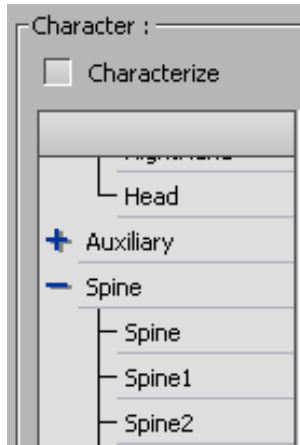 Character :
Characterize
Head
Auxiliary
Spine
Spine
Spine1
Spine2